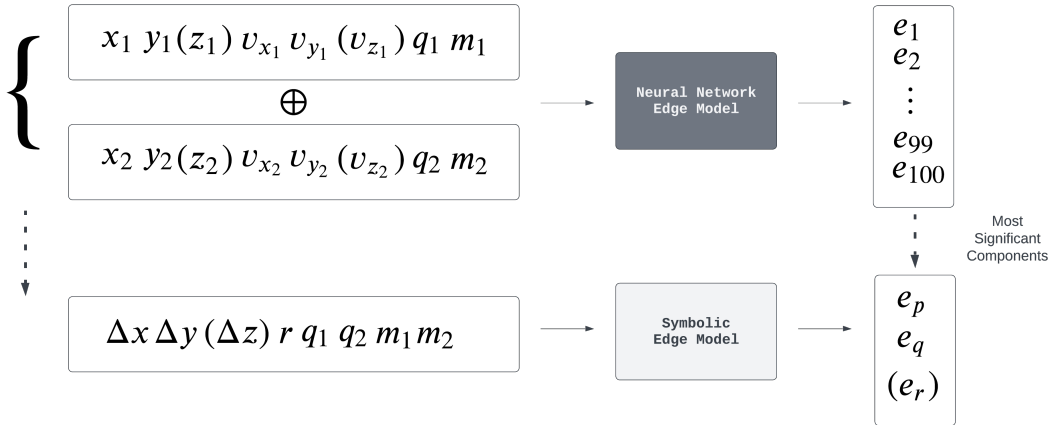 x₁ y₁(z₁) v_{x₁} v_{y₁} (v_{z₁}) q₁ m₁
⊕
x₂ y₂(z₂) v_{x₂} v_{y₂} (v_{z₂}) q₂ m₂
Neural Network
Edge Model
e₁
e₂
⋮
e₉₉
e₁₀₀
Most
Significant
Components
Δx Δy (Δz) r q₁ q₂ m₁ m₂
Symbolic
Edge Model
e_p
e_q
(e_r)